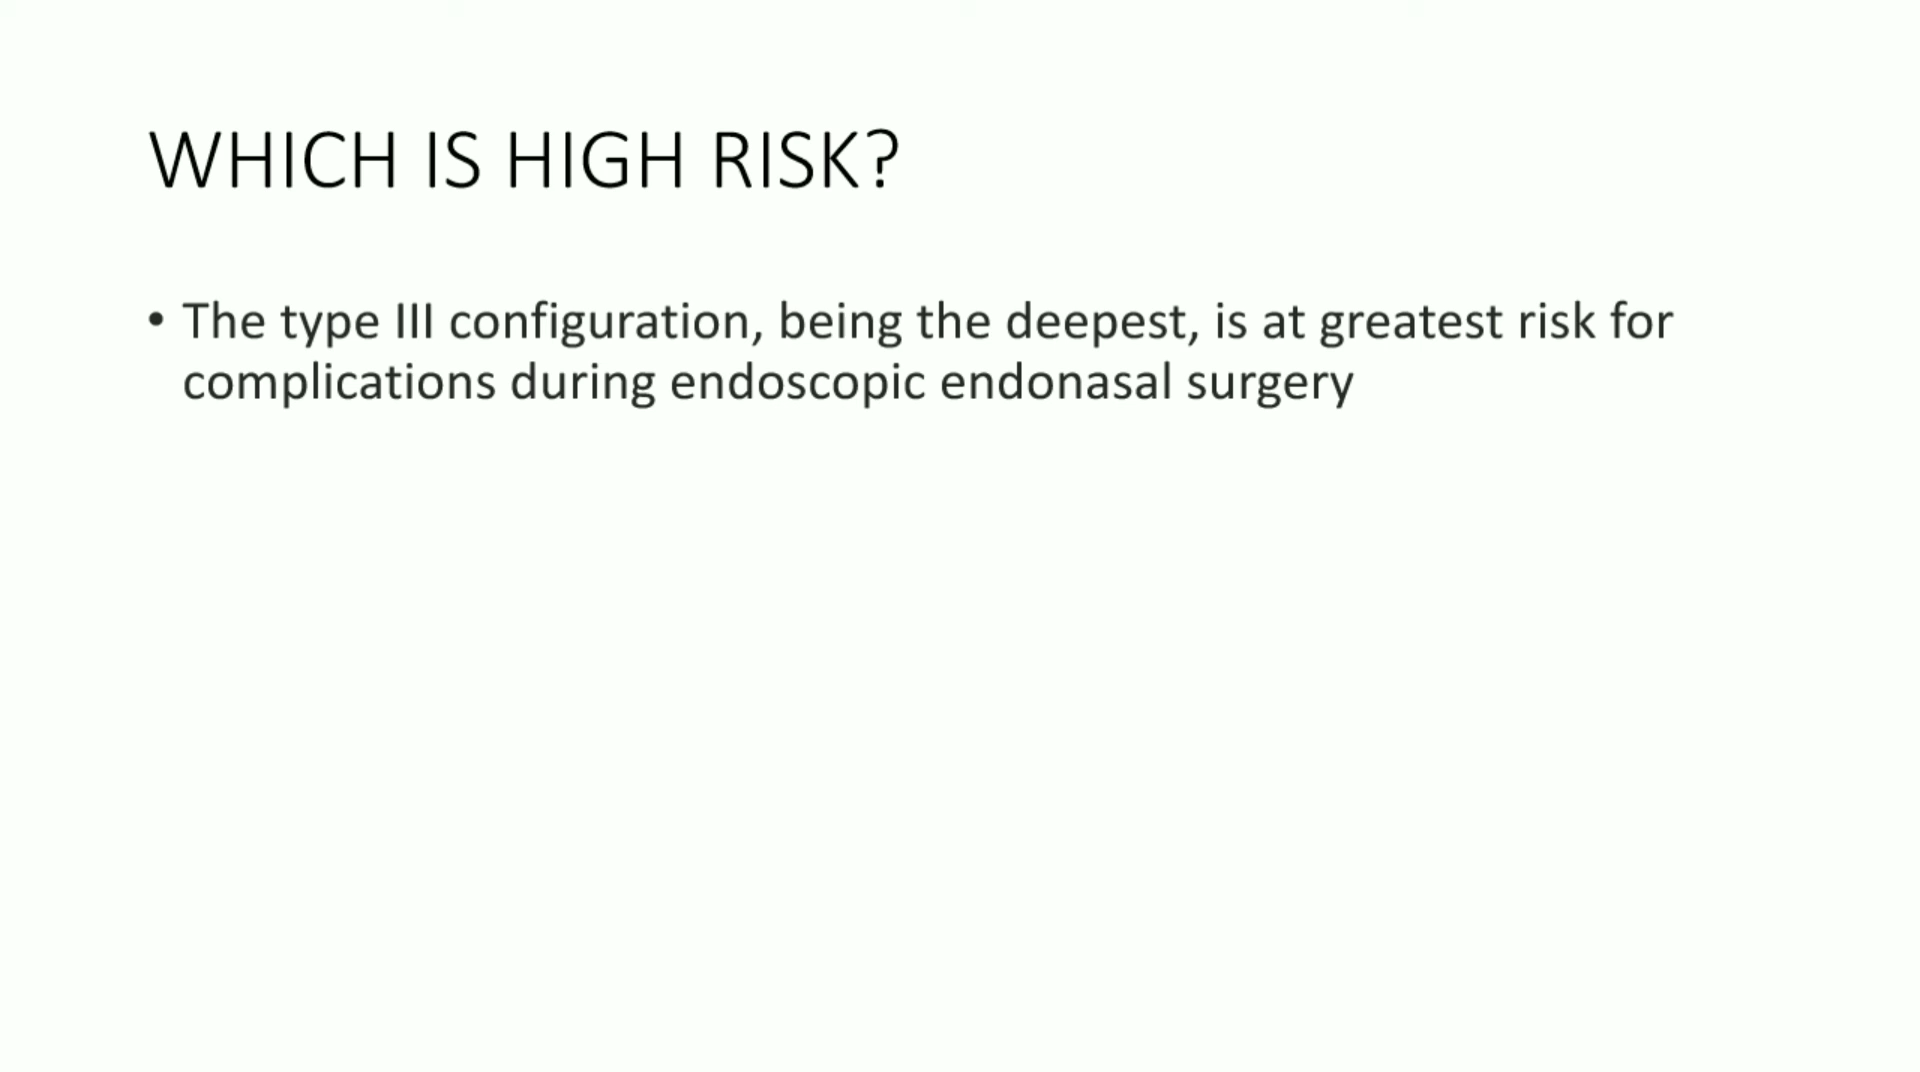 WHICH IS HIGH RISK?
• The type III configuration, being the deepest, is at greatest risk for
complications during endoscopic endonasal surgery